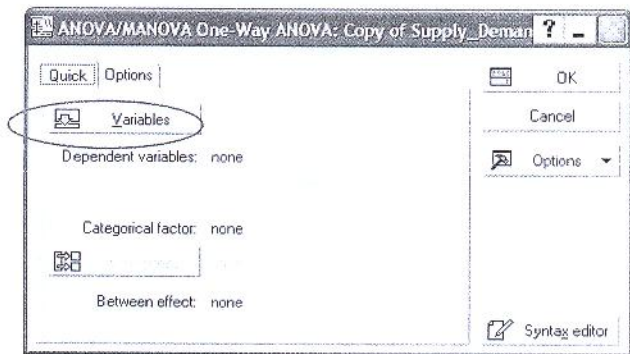 ANOVA/MANOVA One-Way ANOVA: Copy of Supply_Deman
Quick Options
OK
Variables
Cancel
Dependent variables: none
Options
Categorical factor: none
Between effect: none
Syntax editor